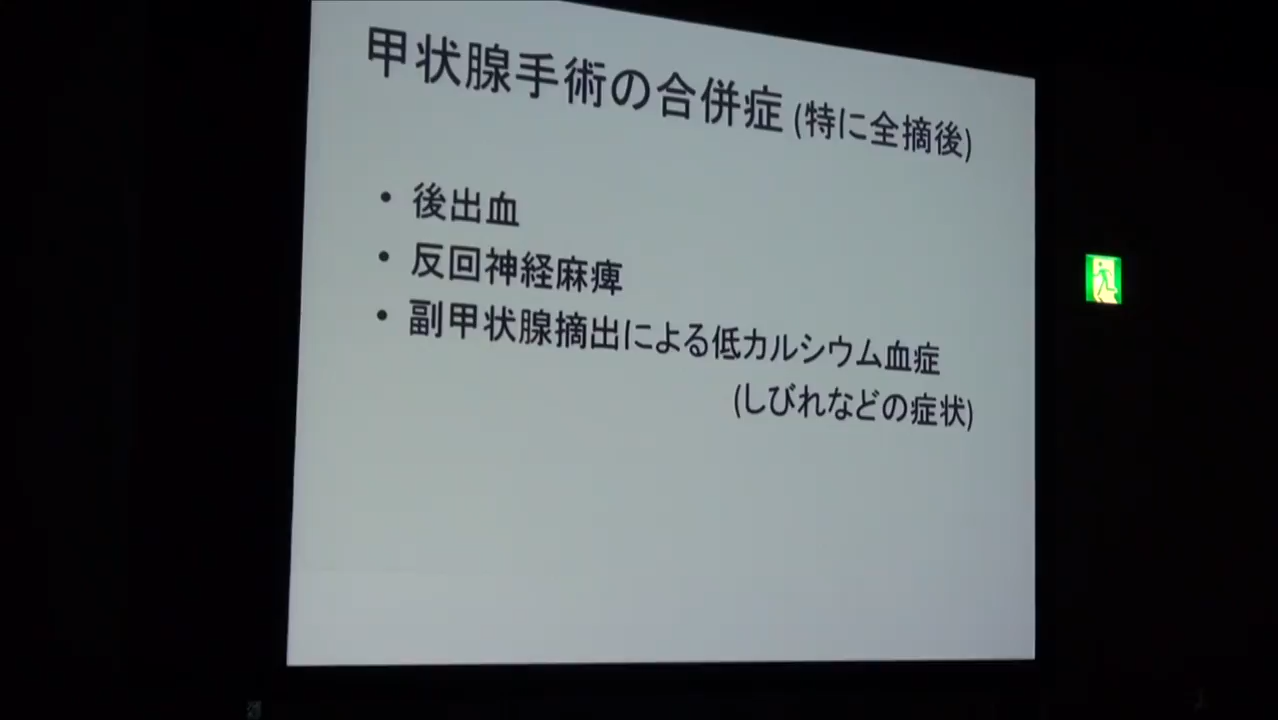 甲状腺手術の合併症 (特に全摘後)
• 後出血
• 反回神経麻痺
• 副甲状腺摘出による低カルシウム血症
(しびれなどの症状)